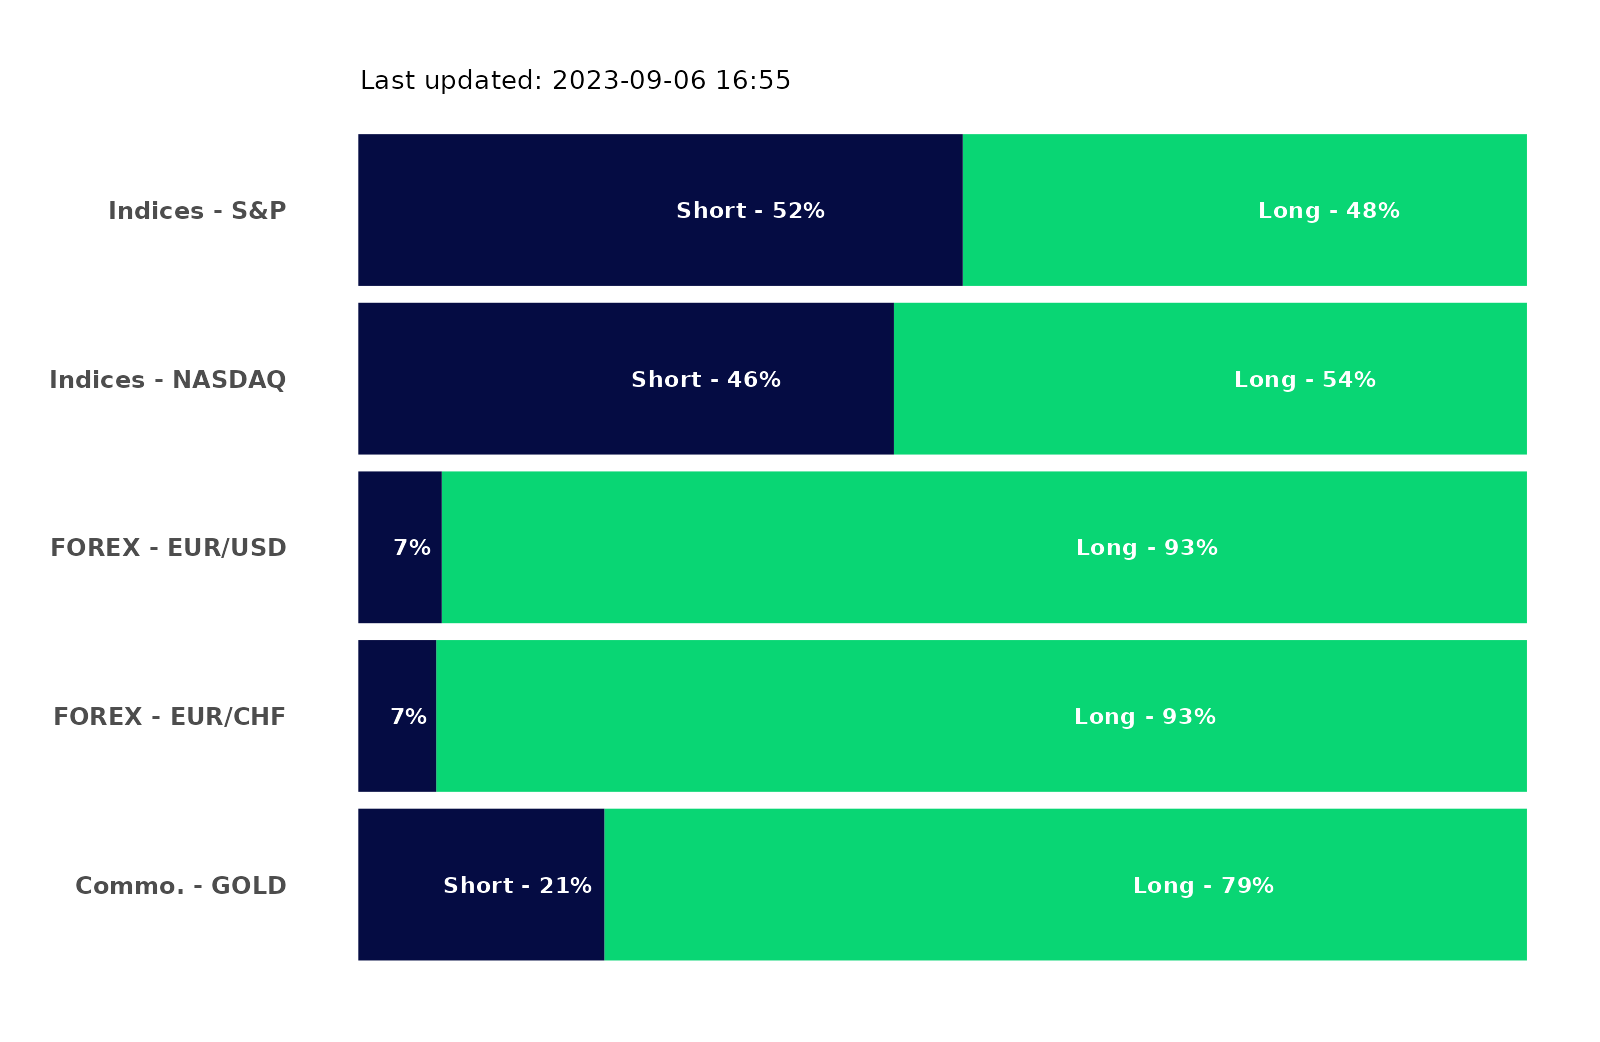 Last updated: 2023-09-06 16:55
Indices - S&P Short - 52% Long - 48%
Indices - NASDAQ Short - 46% Long - 54%
FOREX - EUR/USD 7% Long - 93%
FOREX - EUR/CHF 7% Long - 93%
Commo. - GOLD Short - 21% Long - 79%